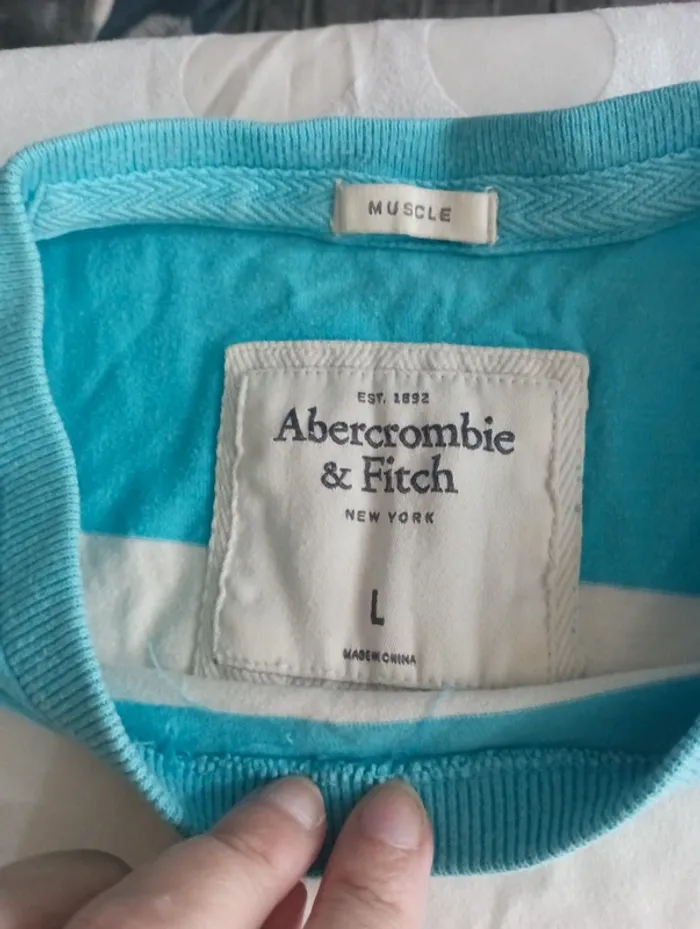 MUSCLE
EST. 1892
Abercrombie
& Fitch
NEW YORK
L
MADE IN CHINA